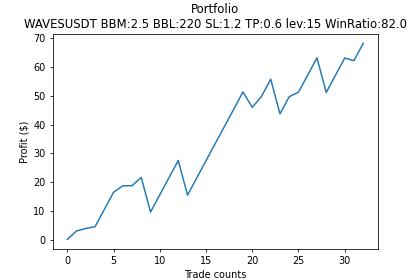 Portfolio
WAVESUSDT BBM:2.5 BBL:220 SL:1.2 TP:0.6 lev:15 WinRatio:82.0
70
60
50
40
30
20
10
0
Profit ($)
0 5 10 15 20 25 30
Trade counts